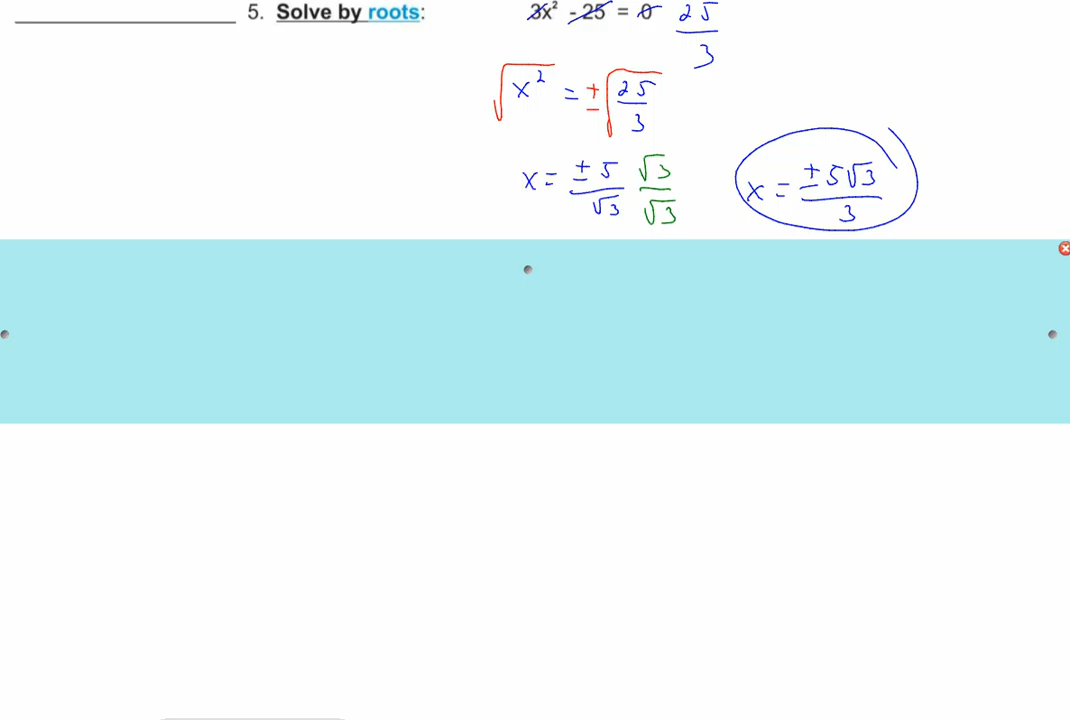 5. Solve by roots: 3x² - 25 = 0 25/3
√x² = ±√25/3
x = ±5/√3 √3/√3 x = ±5√3/3